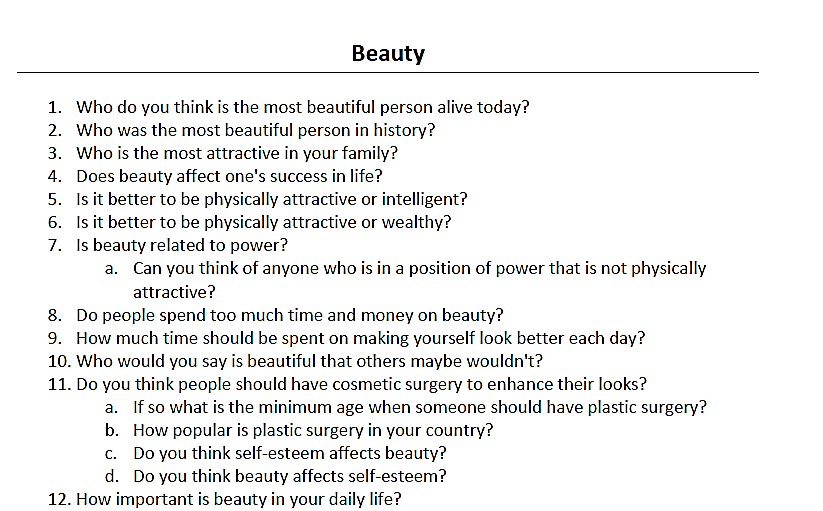 Beauty
1. Who do you think is the most beautiful person alive today?
2. Who was the most beautiful person in history?
3. Who is the most attractive in your family?
4. Does beauty affect one's success in life?
5. Is it better to be physically attractive or intelligent?
6. Is it better to be physically attractive or wealthy?
7. Is beauty related to power?
a. Can you think of anyone who is in a position of power that is not physically
attractive?
8. Do people spend too much time and money on beauty?
9. How much time should be spent on making yourself look better each day?
10. Who would you say is beautiful that others maybe wouldn't?
11. Do you think people should have cosmetic surgery to enhance their looks?
a. If so what is the minimum age when someone should have plastic surgery?
b. How popular is plastic surgery in your country?
c. Do you think self-esteem affects beauty?
d. Do you think beauty affects self-esteem?
12. How important is beauty in your daily life?